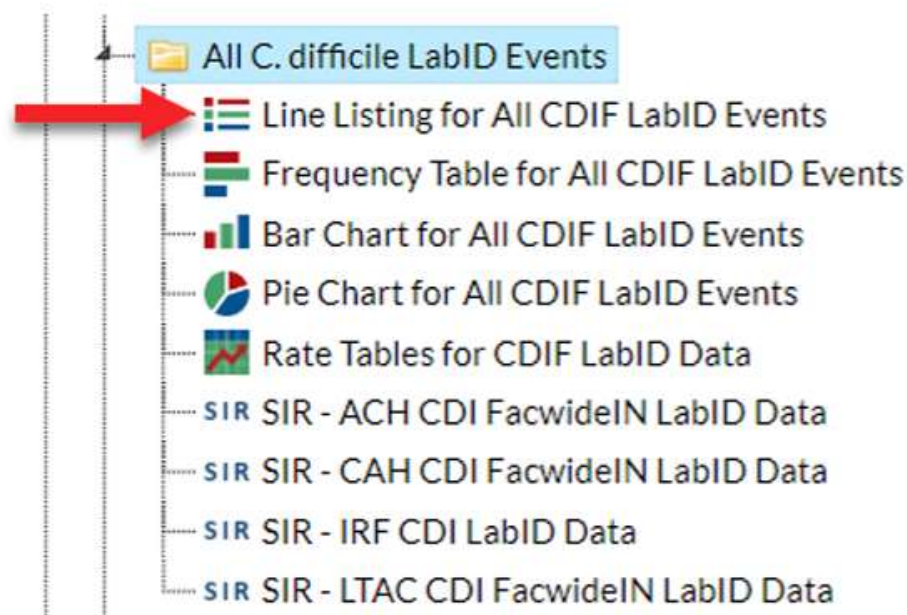 All C. difficile LabID Events
Line Listing for All CDIF LabID Events
Frequency Table for All CDIF LabID Events
Bar Chart for All CDIF LabID Events
Pie Chart for All CDIF LabID Events
Rate Tables for CDIF LabID Data
SIR SIR - ACH CDI FacwideIN LabID Data
SIR SIR - CAH CDI FacwideIN LabID Data
SIR SIR - IRF CDI LabID Data
SIR SIR - LTAC CDI FacwideIN LabID Data